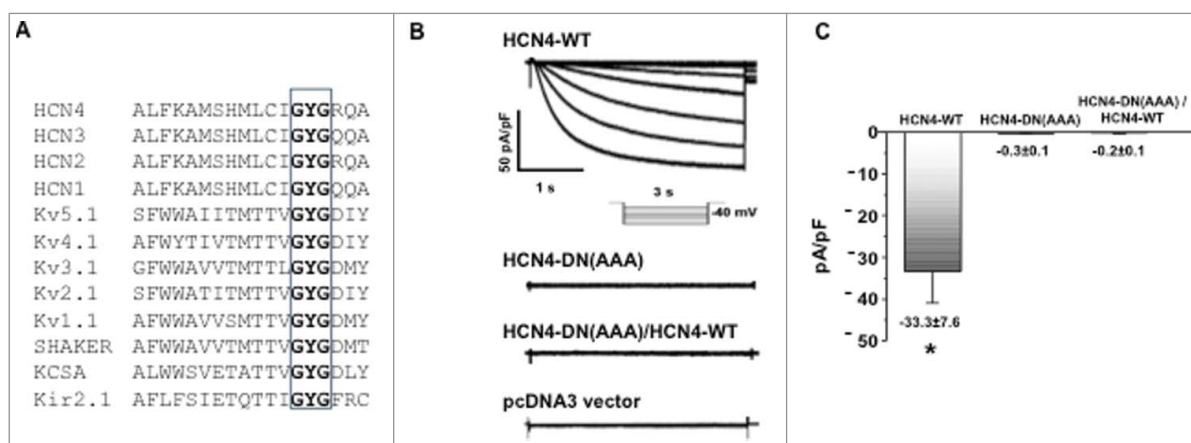 A
HCN4 ALFKAMSHMLCIGYGRQA
HCN3 ALFKAMSHMLCIGYGQQA
HCN2 ALFKAMSHMLCIGYGRQA
HCN1 ALFKAMSHMLCIGYGQQA
Kv5.1 SFWWAIITMTTVGYGDIY
Kv4.1 AFWYTIVTMTTVGYGDIY
Kv3.1 GFWWAVVTMTTLGYGDMY
Kv2.1 SFWWATITMTTVGYGDIY
Kv1.1 AFWWAVVSMTTVGYGDMY
SHAKER AFWWAVVTMTTVGYGDMT
KCSA ALWWSVETATTVGYGDLY
Kir2.1 AFLFSIETQTTIGYGFRC
B
HCN4-WT
50 pA/pF
1 s
3 s
-40 mV
HCN4-DN(AAA)
HCN4-DN(AAA)/HCN4-WT
pcDNA3 vector
C
HCN4-WT
HCN4-DN(AAA)
HCN4-DN(AAA) /
HCN4-WT
0
-10
-20
-30
-40
-50
pA/pF
-0.3±0.1
-0.2±0.1
-33.3±7.6
*